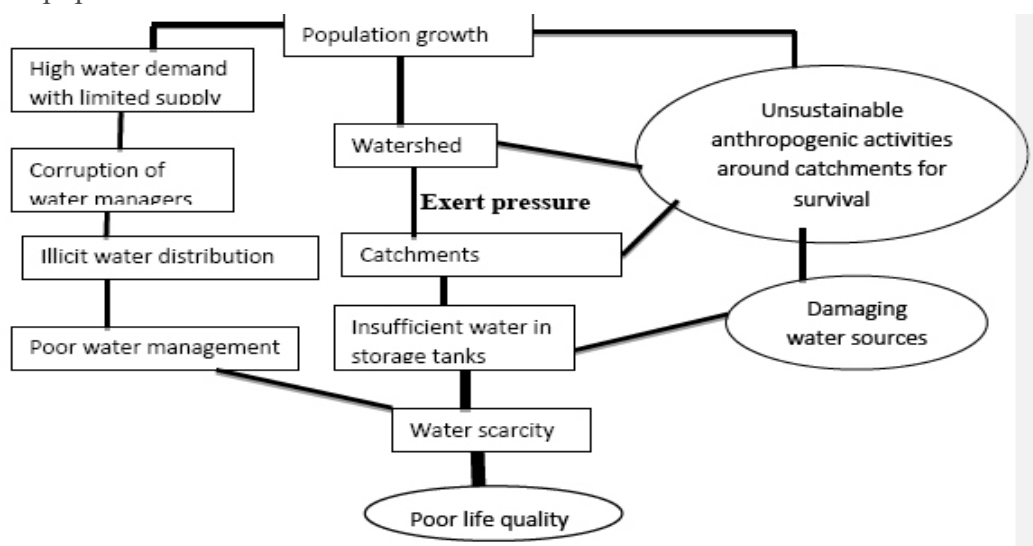 Population growth
High water demand
with limited supply
Unsustainable
anthropogenic activities
around catchments for
survival
Watershed
Corruption of
water managers
Exert pressure
Illicit water distribution
Catchments
Damaging
water sources
Insufficient water in
storage tanks
Poor water management
Water scarcity
Poor life quality